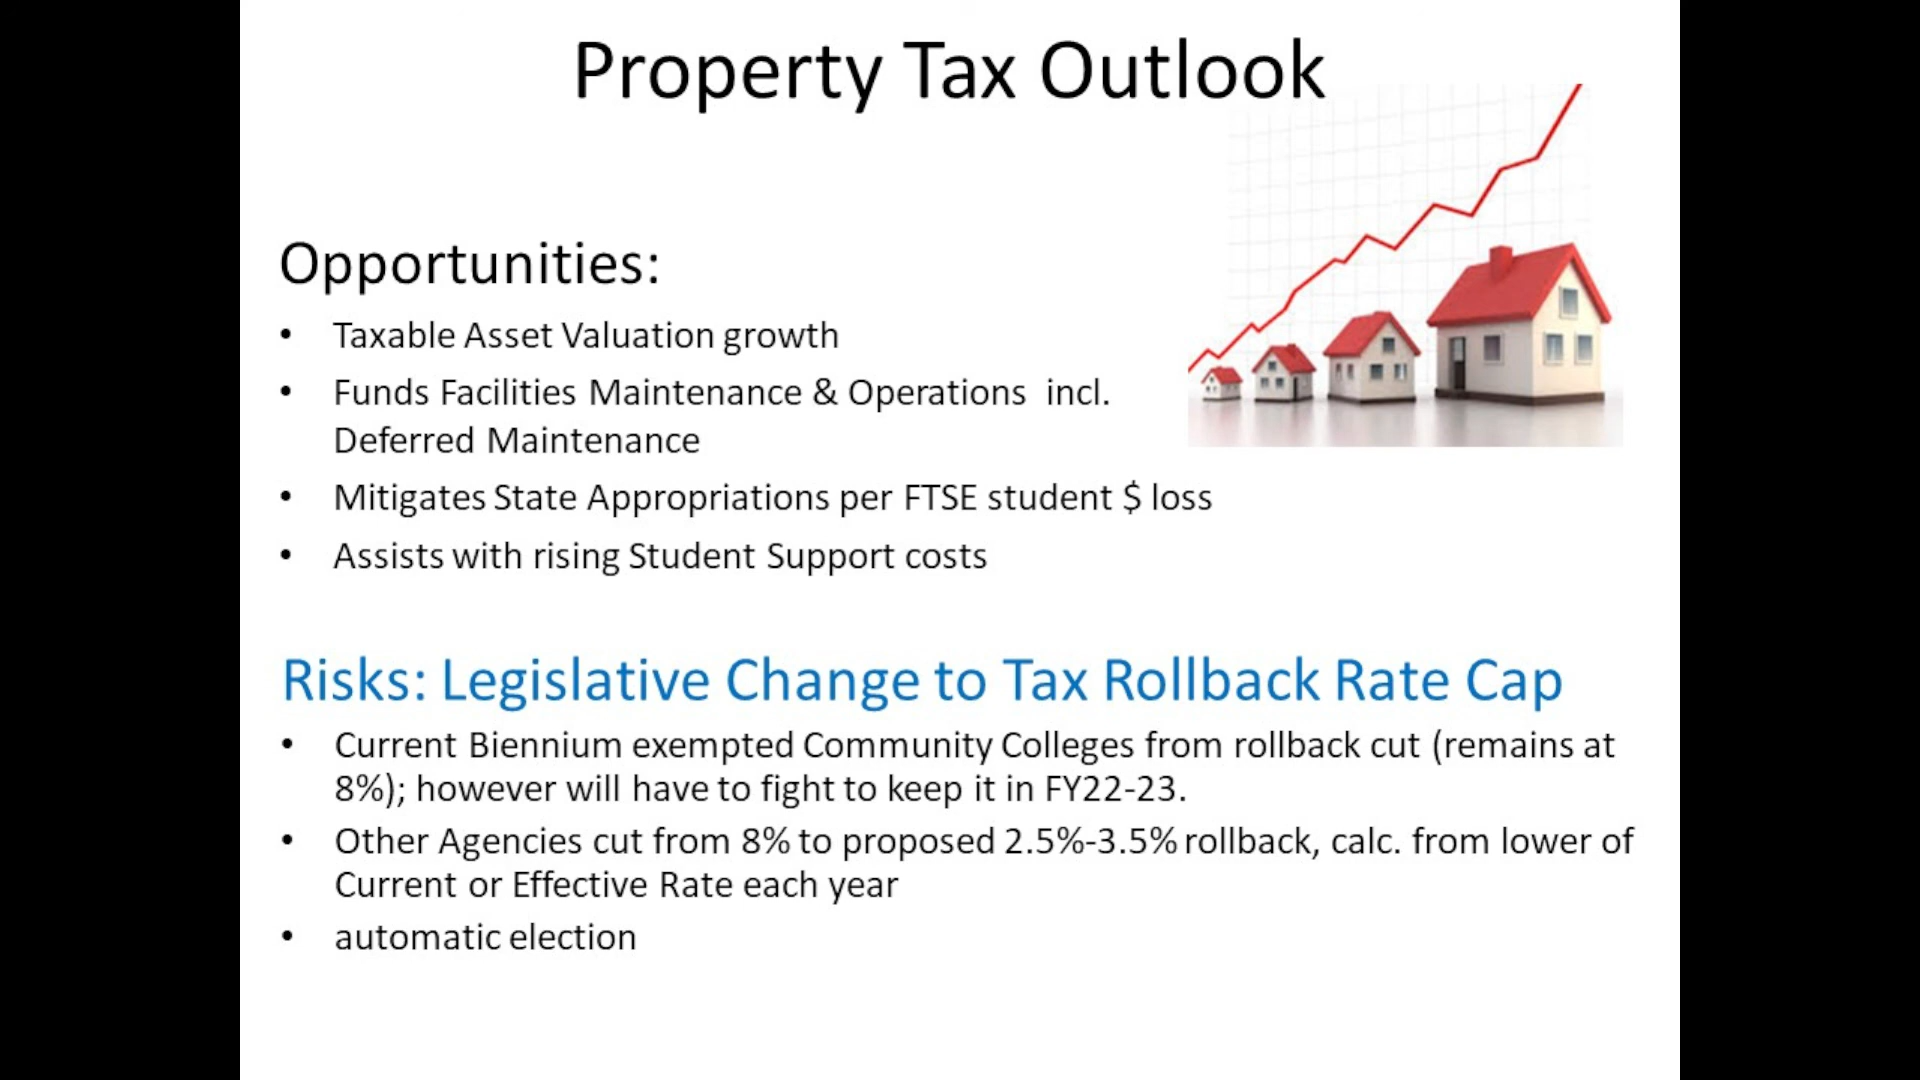 Property Tax Outlook
Opportunities:
• Taxable Asset Valuation growth
• Funds Facilities Maintenance & Operations  incl.
Deferred Maintenance
• Mitigates State Appropriations per FTSE student $ loss
• Assists with rising Student Support costs
Risks: Legislative Change to Tax Rollback Rate Cap
• Current Biennium exempted Community Colleges from rollback cut (remains at
8%); however will have to fight to keep it in FY22-23.
• Other Agencies cut from 8% to proposed 2.5%-3.5% rollback, calc. from lower of
Current or Effective Rate each year
• automatic election